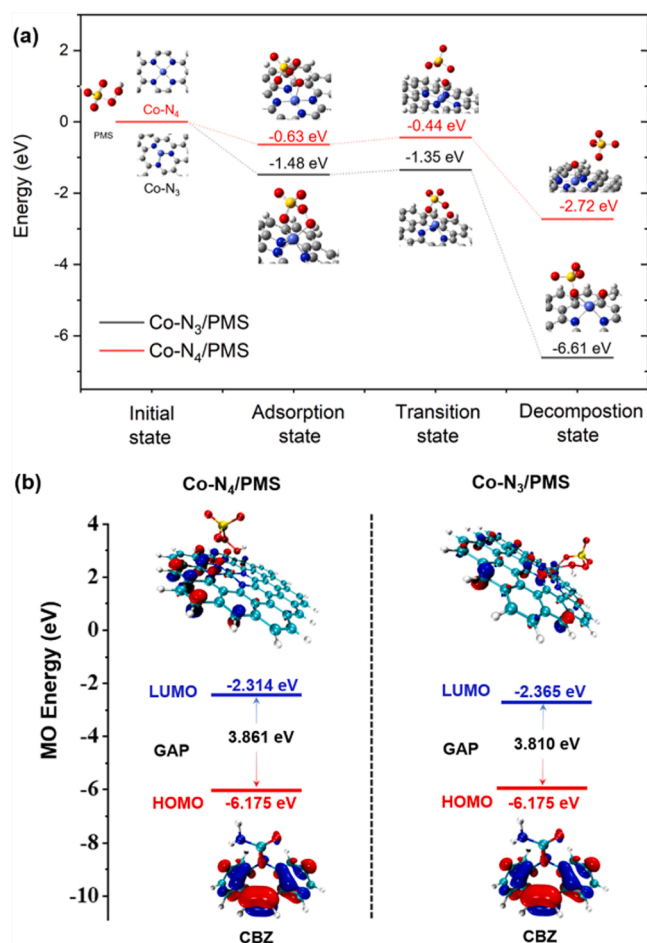 (a)
2
0
-2
-4
-6
Energy (eV)
PMS
Co-N4
Co-N3
-0.63 eV
-1.48 eV
-0.44 eV
-1.35 eV
-2.72 eV
-6.61 eV
Co-N3/PMS
Co-N4/PMS
Initial
state
Adsorption
state
Transition
state
Decompostion
state
(b)
Co-N4/PMS
Co-N3/PMS
4
2
0
-2
-4
-6
-8
-10
MO Energy (eV)
LUMO
-2.314 eV
GAP
3.861 eV
HOMO
-6.175 eV
CBZ
LUMO
-2.365 eV
GAP
3.810 eV
HOMO
-6.175 eV
CBZ